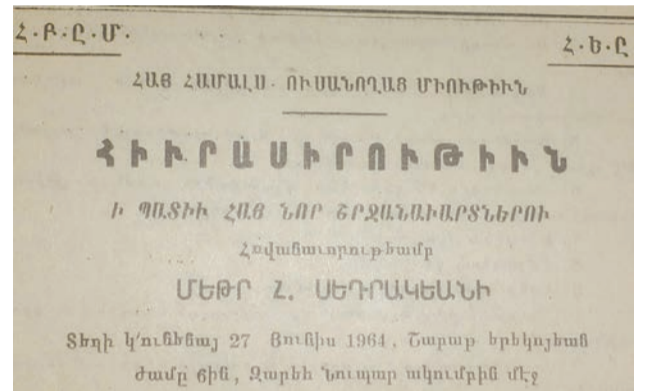 Հ.Բ.Ը.Մ. Հ.Ե.Ը
ՀԱՅ ՀԱՄԱԼՍ. ՈՒՍԱՆՈՂԱՑ ՄԻՈՒԹԻՒՆ
ՀԻՒՐԱՍԻՐՈՒԹԻՒՆ
Ի ՊԱՏԻՒ ՀԱՅ ՆՈՐ ՇՐՋԱՆԱՒԱՐՏՆԵՐՈՒ
Հովանաւորութեամբ
ՄԵԹՐ Հ. ՍԵԴՐԱԿԵԱՆԻ
Տեղի կ՚ունենայ 27 Յունիս 1964, Շաբաթ երեկոյեան
ժամը 6ին, Զարեհ Նուպար ակումբին մէջ